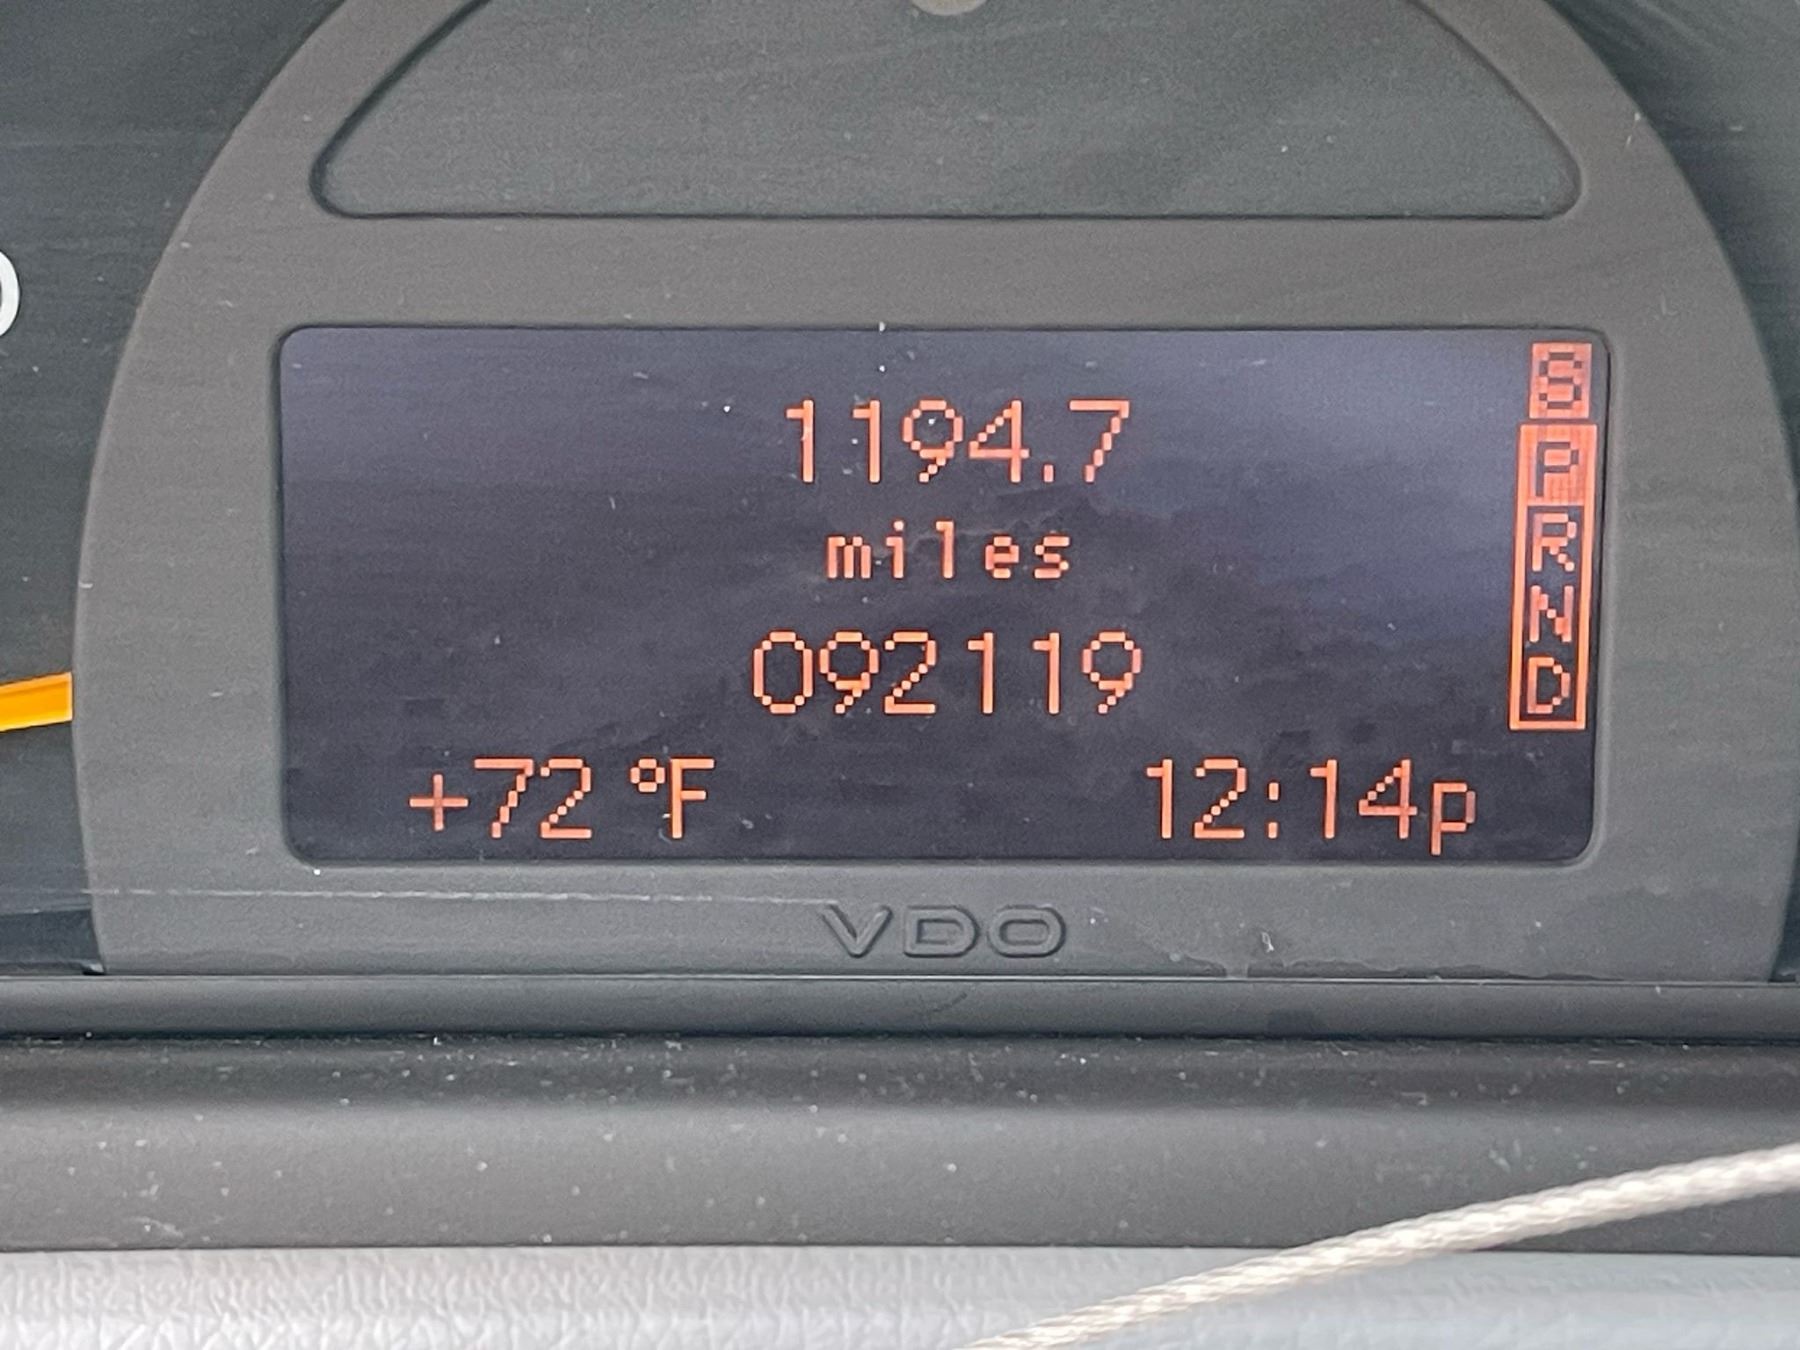 1194.7
miles
092119
+72 °F 12:14p
S
P
R
N
D
VDO